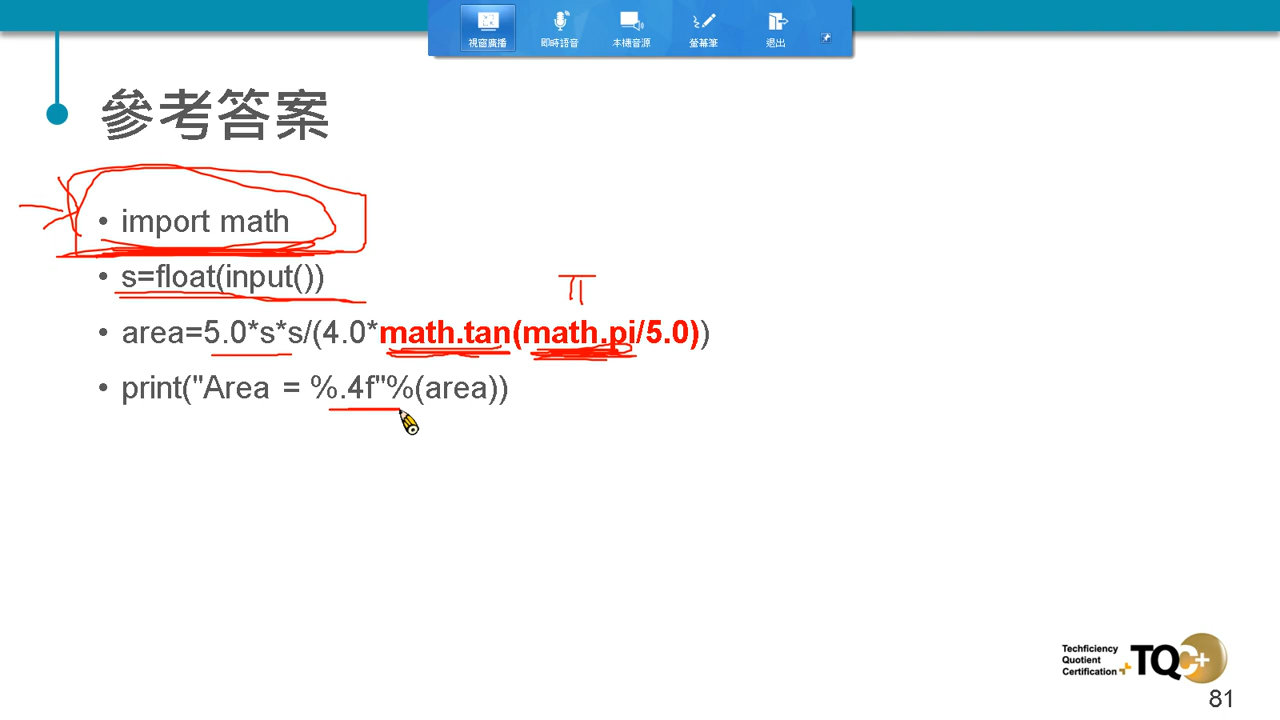 視窗廣播 即時語音 本機音源 螢幕筆 退出
參考答案
• import math
• s=float(input())
π
• area=5.0*s*s/(4.0*math.tan(math.pi/5.0))
• print("Area = %.4f"%(area))
Techficiency
Quotient
Certification
TQC+
81